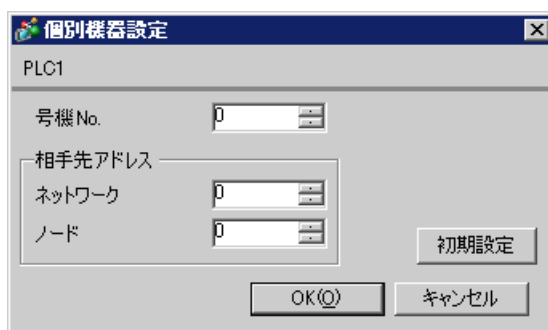 個別機器設定
PLC1
号機No. 0
相手先アドレス
ネットワーク 0
ノード 0
初期設定
OK(O) キャンセル